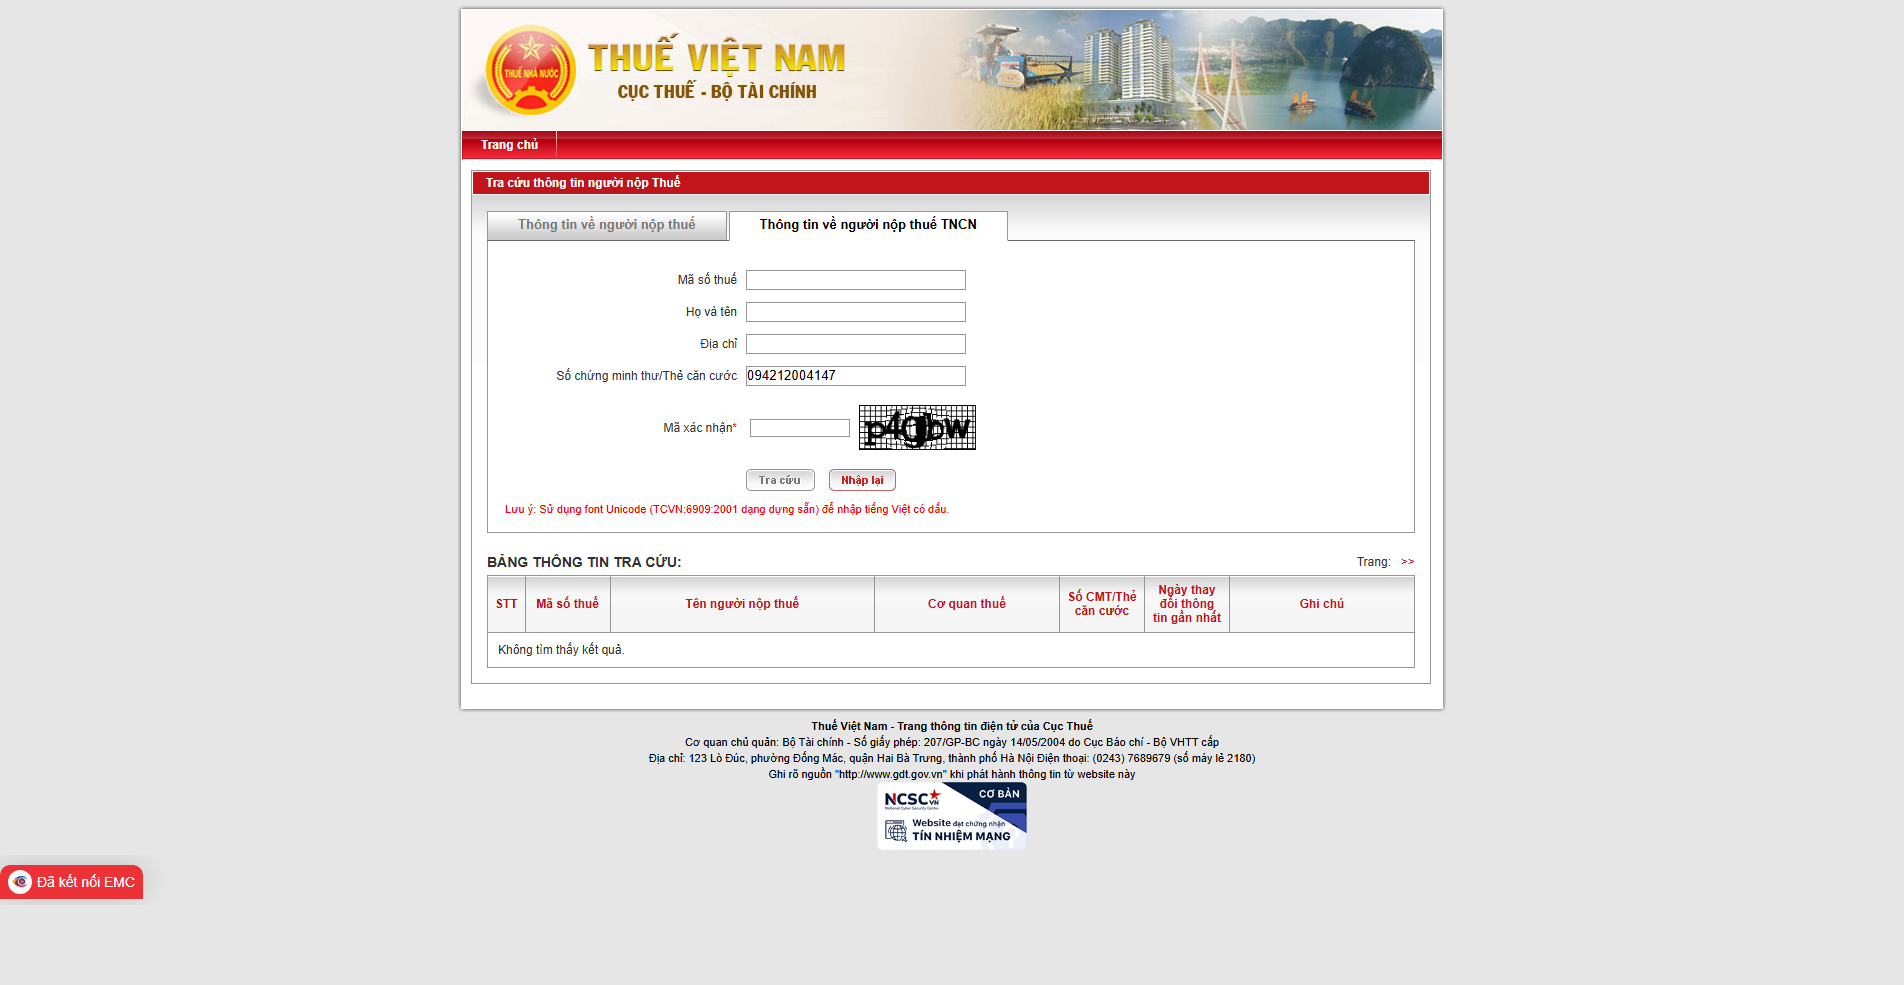 THUẾ NHÀ NƯỚC
THUẾ VIỆT NAM
CỤC THUẾ - BỘ TÀI CHÍNH
Trang chủ
Tra cứu thông tin người nộp Thuế
Thông tin về người nộp thuế
Thông tin về người nộp thuế TNCN
Mã số thuế
Họ và tên
Địa chỉ
Số chứng minh thư/Thẻ căn cước 094212004147
Mã xác nhận* p4gbw
Tra cứu Nhập lại
Lưu ý: Sử dụng font Unicode (TCVN:6909:2001 dạng dựng sẵn) để nhập tiếng Việt có dấu.
BẢNG THÔNG TIN TRA CỨU: Trang: >>
STT Mã số thuế Tên người nộp thuế Cơ quan thuế Số CMT/Thẻ căn cước Ngày thay đổi thông tin gần nhất Ghi chú
Không tìm thấy kết quả.
Thuế Việt Nam - Trang thông tin điện tử của Cục Thuế
Cơ quan chủ quản: Bộ Tài chính - Số giấy phép: 207/GP-BC ngày 14/05/2004 do Cục Báo chí - Bộ VHTT cấp
Địa chỉ: 123 Lò Đúc, phường Đống Mác, quận Hai Bà Trưng, thành phố Hà Nội Điện thoại: (0243) 7689679 (số máy lẻ 2180)
Ghi rõ nguồn "http://www.gdt.gov.vn" khi phát hành thông tin từ website này
NCSC.VN CƠ BẢN
National Cyber Security Center
Website đạt chứng nhận
TÍN NHIỆM MẠNG
Đã kết nối EMC